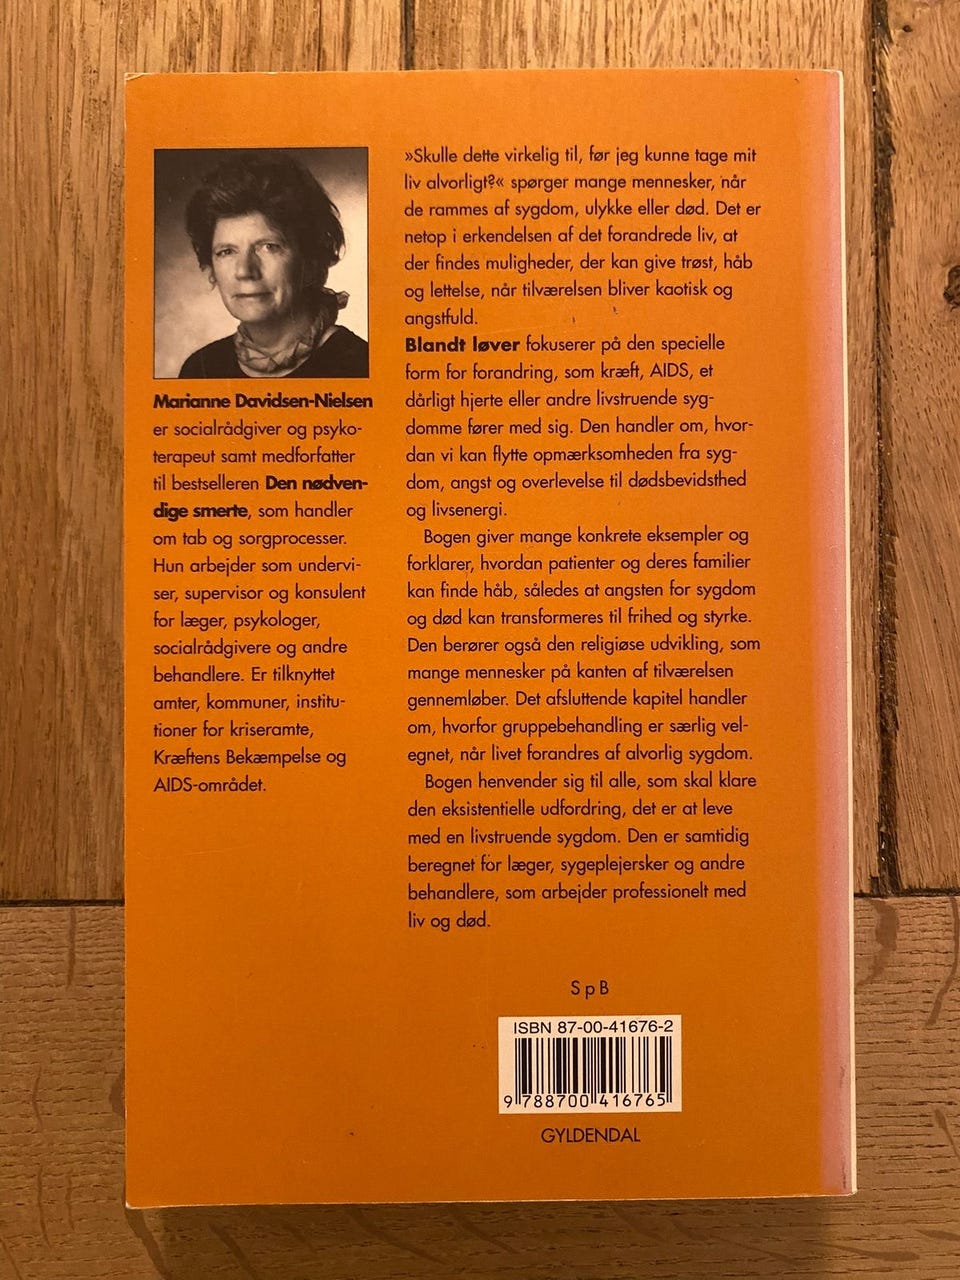 Marianne Davidsen-Nielsen
er socialrådgiver og psyko-
terapeut samt medforfatter
til bestselleren Den nødven-
dige smerte, som handler
om tab og sorgprocesser.
Hun arbejder som undervi-
ser, supervisor og konsulent
for læger, psykologer,
socialrådgivere og andre
behandlere. Er tilknyttet
amter, kommuner, institu-
tioner for kriseramte,
Kræftens Bekæmpelse og
AIDS-området.
»Skulle dette virkelig til, før jeg kunne tage mit
liv alvorligt?« spørger mange mennesker, når
de rammes af sygdom, ulykke eller død. Det er
netop i erkendelsen af det forandrede liv, at
der findes muligheder, der kan give trøst, håb
og lettelse, når tilværelsen bliver kaotisk og
angstfuld.
Blandt løver fokuserer på den specielle
form for forandring, som kræft, AIDS, et
dårligt hjerte eller andre livstruende syg-
domme fører med sig. Den handler om, hvor-
dan vi kan flytte opmærksomheden fra syg-
dom, angst og overlevelse til dødsbevidsthed
og livsenergi.
Bogen giver mange konkrete eksempler og
forklarer, hvordan patienter og deres familier
kan finde håb, således at angsten for sygdom
og død kan transformeres til frihed og styrke.
Den berører også den religiøse udvikling, som
mange mennesker på kanten af tilværelsen
gennemløber. Det afsluttende kapitel handler
om, hvorfor gruppebehandling er særlig vel-
egnet, når livet forandres af alvorlig sygdom.
Bogen henvender sig til alle, som skal klare
den eksistentielle udfordring, det er at leve
med en livstruende sygdom. Den er samtidig
beregnet for læger, sygeplejersker og andre
behandlere, som arbejder professionelt med
liv og død.
SpB
ISBN 87-00-41676-2
9 788700 416765
GYLDENDAL